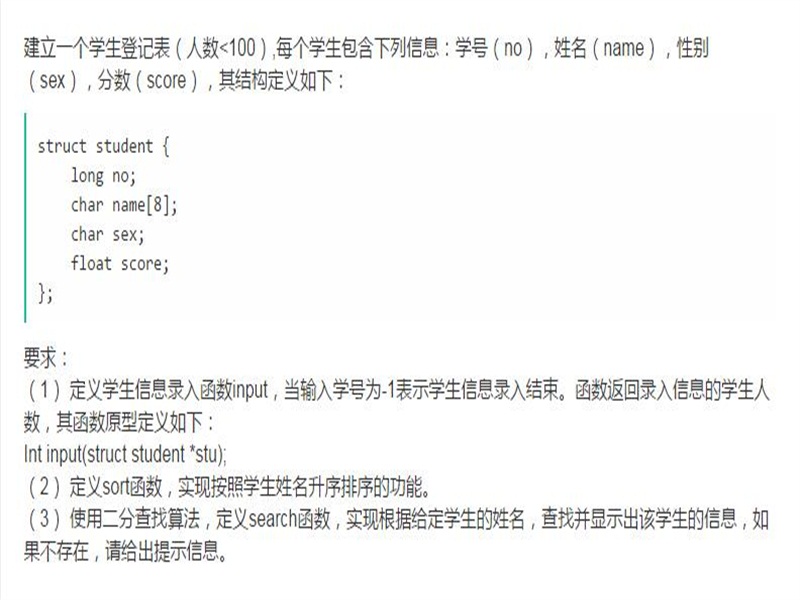 建立一个学生登记表（人数<100）,每个学生包含下列信息：学号（no），姓名（name），性别
（sex），分数（score），其结构定义如下：
struct student {
long no;
char name[8];
char sex;
float score;
};
要求：
（1） 定义学生信息录入函数input，当输入学号为-1表示学生信息录入结束。函数返回录入信息的学生人
数，其函数原型定义如下：
Int input(struct student *stu);
（2） 定义sort函数，实现按照学生姓名升序排序的功能。
（3） 使用二分查找算法，定义search函数，实现根据给定学生的姓名，查找并显示出该学生的信息，如
果不存在，请给出提示信息。